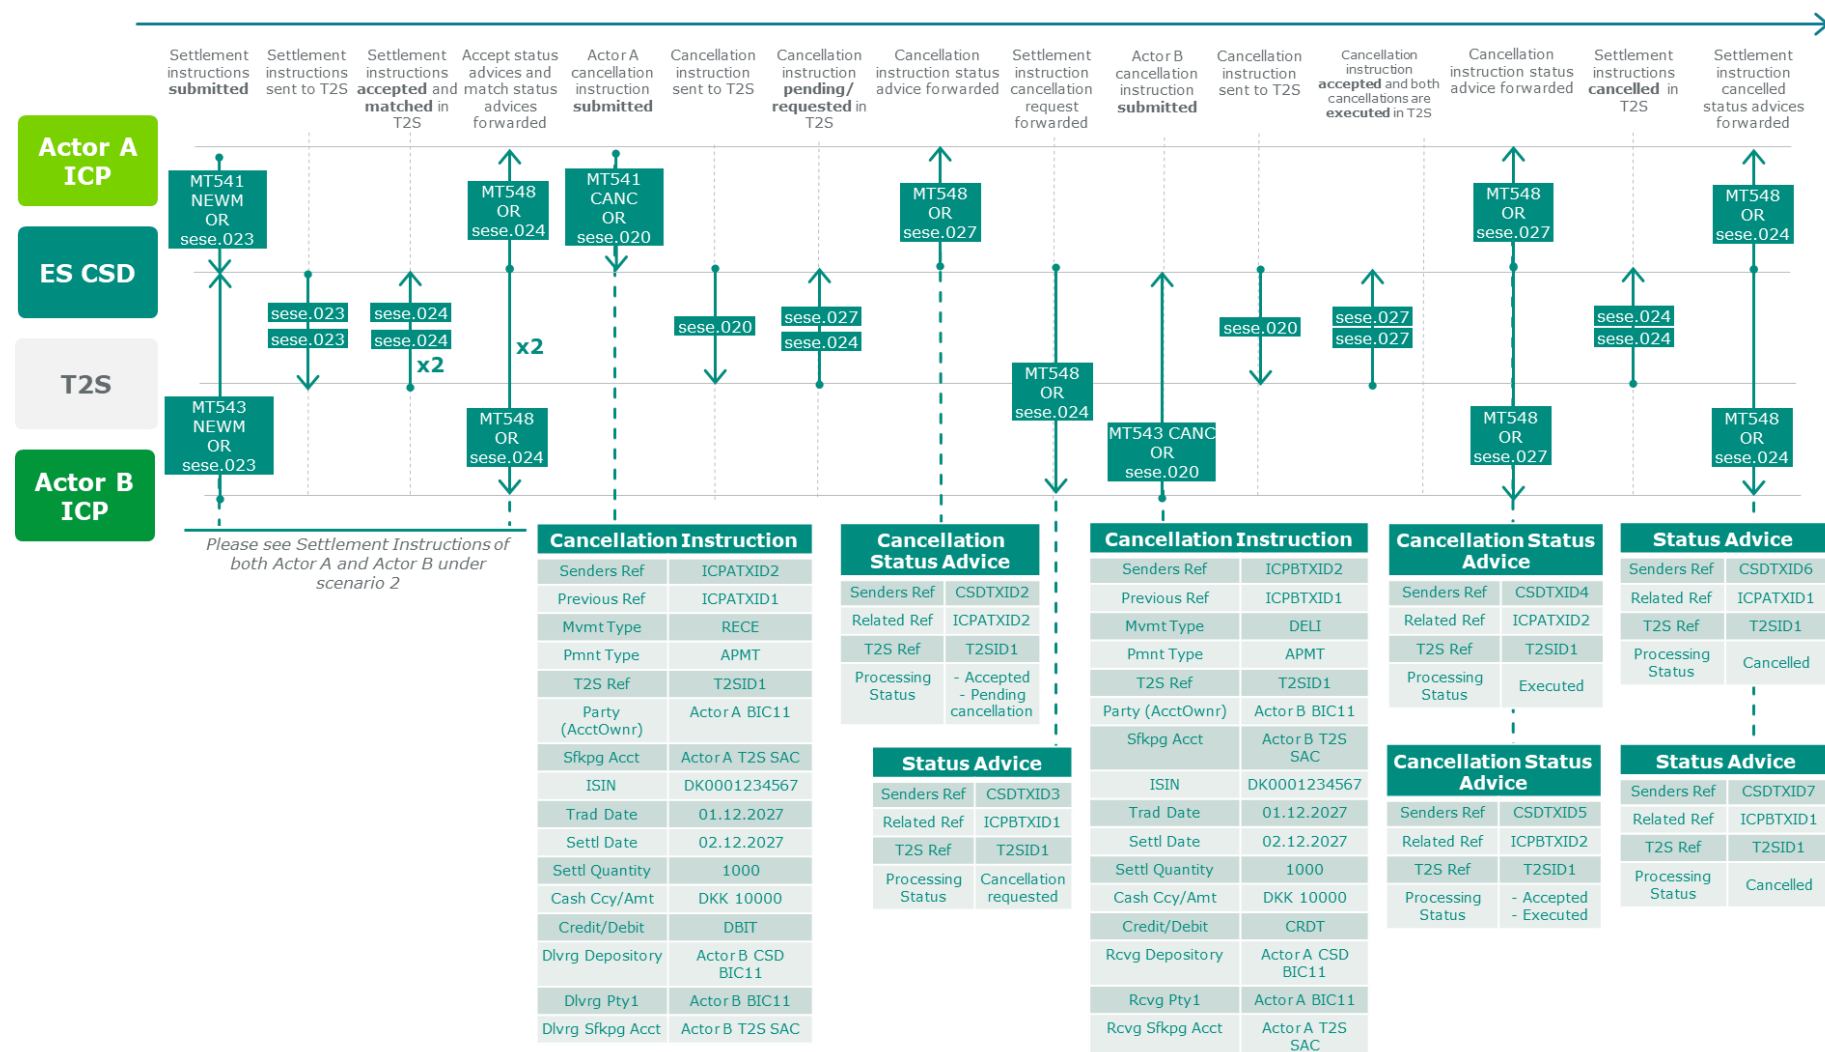 Settlement
instructions
submitted
Settlement
instructions
sent to T2S
Settlement
instructions
accepted and
matched in
T2S
Accept status
advices and
match status
advices
forwarded
Actor A
cancellation
instruction
submitted
Cancellation
instruction
sent to T2S
Cancellation
instruction
pending/
requested in
T2S
Cancellation
instruction status
advice forwarded
Settlement
instruction
cancellation
request
forwarded
Actor B
cancellation
instruction
submitted
Cancellation
instruction
sent to T2S
Cancellation
instruction
accepted and both
cancellations are
executed in T2S
Cancellation
instruction status
advice forwarded
Settlement
instructions
cancelled in
T2S
Settlement
instruction
cancelled
status advices
forwarded
Actor A
ICP
MT541
NEWM
OR
sese.023
MT548
OR
sese.024
MT541
CANC
OR
sese.020
MT548
OR
sese.027
MT548
OR
sese.027
MT548
OR
sese.024
ES CSD
sese.023
sese.023
sese.024
sese.024
x2
x2
sese.020
sese.027
sese.024
sese.020
sese.027
sese.027
sese.024
sese.024
T2S
MT543
NEWM
OR
sese.023
MT548
OR
sese.024
MT548
OR
sese.024
MT543 CANC
OR
sese.020
MT548
OR
sese.027
MT548
OR
sese.024
Actor B
ICP
Please see Settlement Instructions of
both Actor A and Actor B under
scenario 2
Cancellation Instruction
Senders Ref ICPATXID2
Previous Ref ICPATXID1
Mvmt Type RECE
Pmnt Type APMT
T2S Ref T2SID1
Party
(AcctOwnr) Actor A BIC11
Sfkpg Acct Actor A T2S SAC
ISIN DK0001234567
Trad Date 01.12.2027
Settl Date 02.12.2027
Settl Quantity 1000
Cash Ccy/Amt DKK 10000
Credit/Debit DBIT
Dlvrg Depository Actor B CSD
BIC11
Dlvrg Pty1 Actor B BIC11
Dlvrg Sfkpg Acct Actor B T2S SAC
Cancellation
Status Advice
Senders Ref CSDTXID2
Related Ref ICPATXID2
T2S Ref T2SID1
Processing
Status
- Accepted
- Pending
cancellation
Status Advice
Senders Ref CSDTXID3
Related Ref ICPBTXID1
T2S Ref T2SID1
Processing
Status
Cancellation
requested
Cancellation Instruction
Senders Ref ICPBTXID2
Previous Ref ICPBTXID1
Mvmt Type DELI
Pmnt Type APMT
T2S Ref T2SID1
Party (AcctOwnr) Actor B BIC11
Sfkpg Acct Actor B T2S
SAC
ISIN DK0001234567
Trad Date 01.12.2027
Settl Date 02.12.2027
Settl Quantity 1000
Cash Ccy/Amt DKK 10000
Credit/Debit CRDT
Rcvg Depository Actor A CSD
BIC11
Rcvg Pty1 Actor A BIC11
Rcvg Sfkpg Acct Actor A T2S
SAC
Cancellation Status
Advice
Senders Ref CSDTXID4
Related Ref ICPATXID2
T2S Ref T2SID1
Processing
Status
Executed
Cancellation Status
Advice
Senders Ref CSDTXID5
Related Ref ICPBTXID2
T2S Ref T2SID1
Processing
Status
- Accepted
- Executed
Status Advice
Senders Ref CSDTXID6
Related Ref ICPATXID1
T2S Ref T2SID1
Processing
Status
Cancelled
Status Advice
Senders Ref CSDTXID7
Related Ref ICPBTXID1
T2S Ref T2SID1
Processing
Status
Cancelled